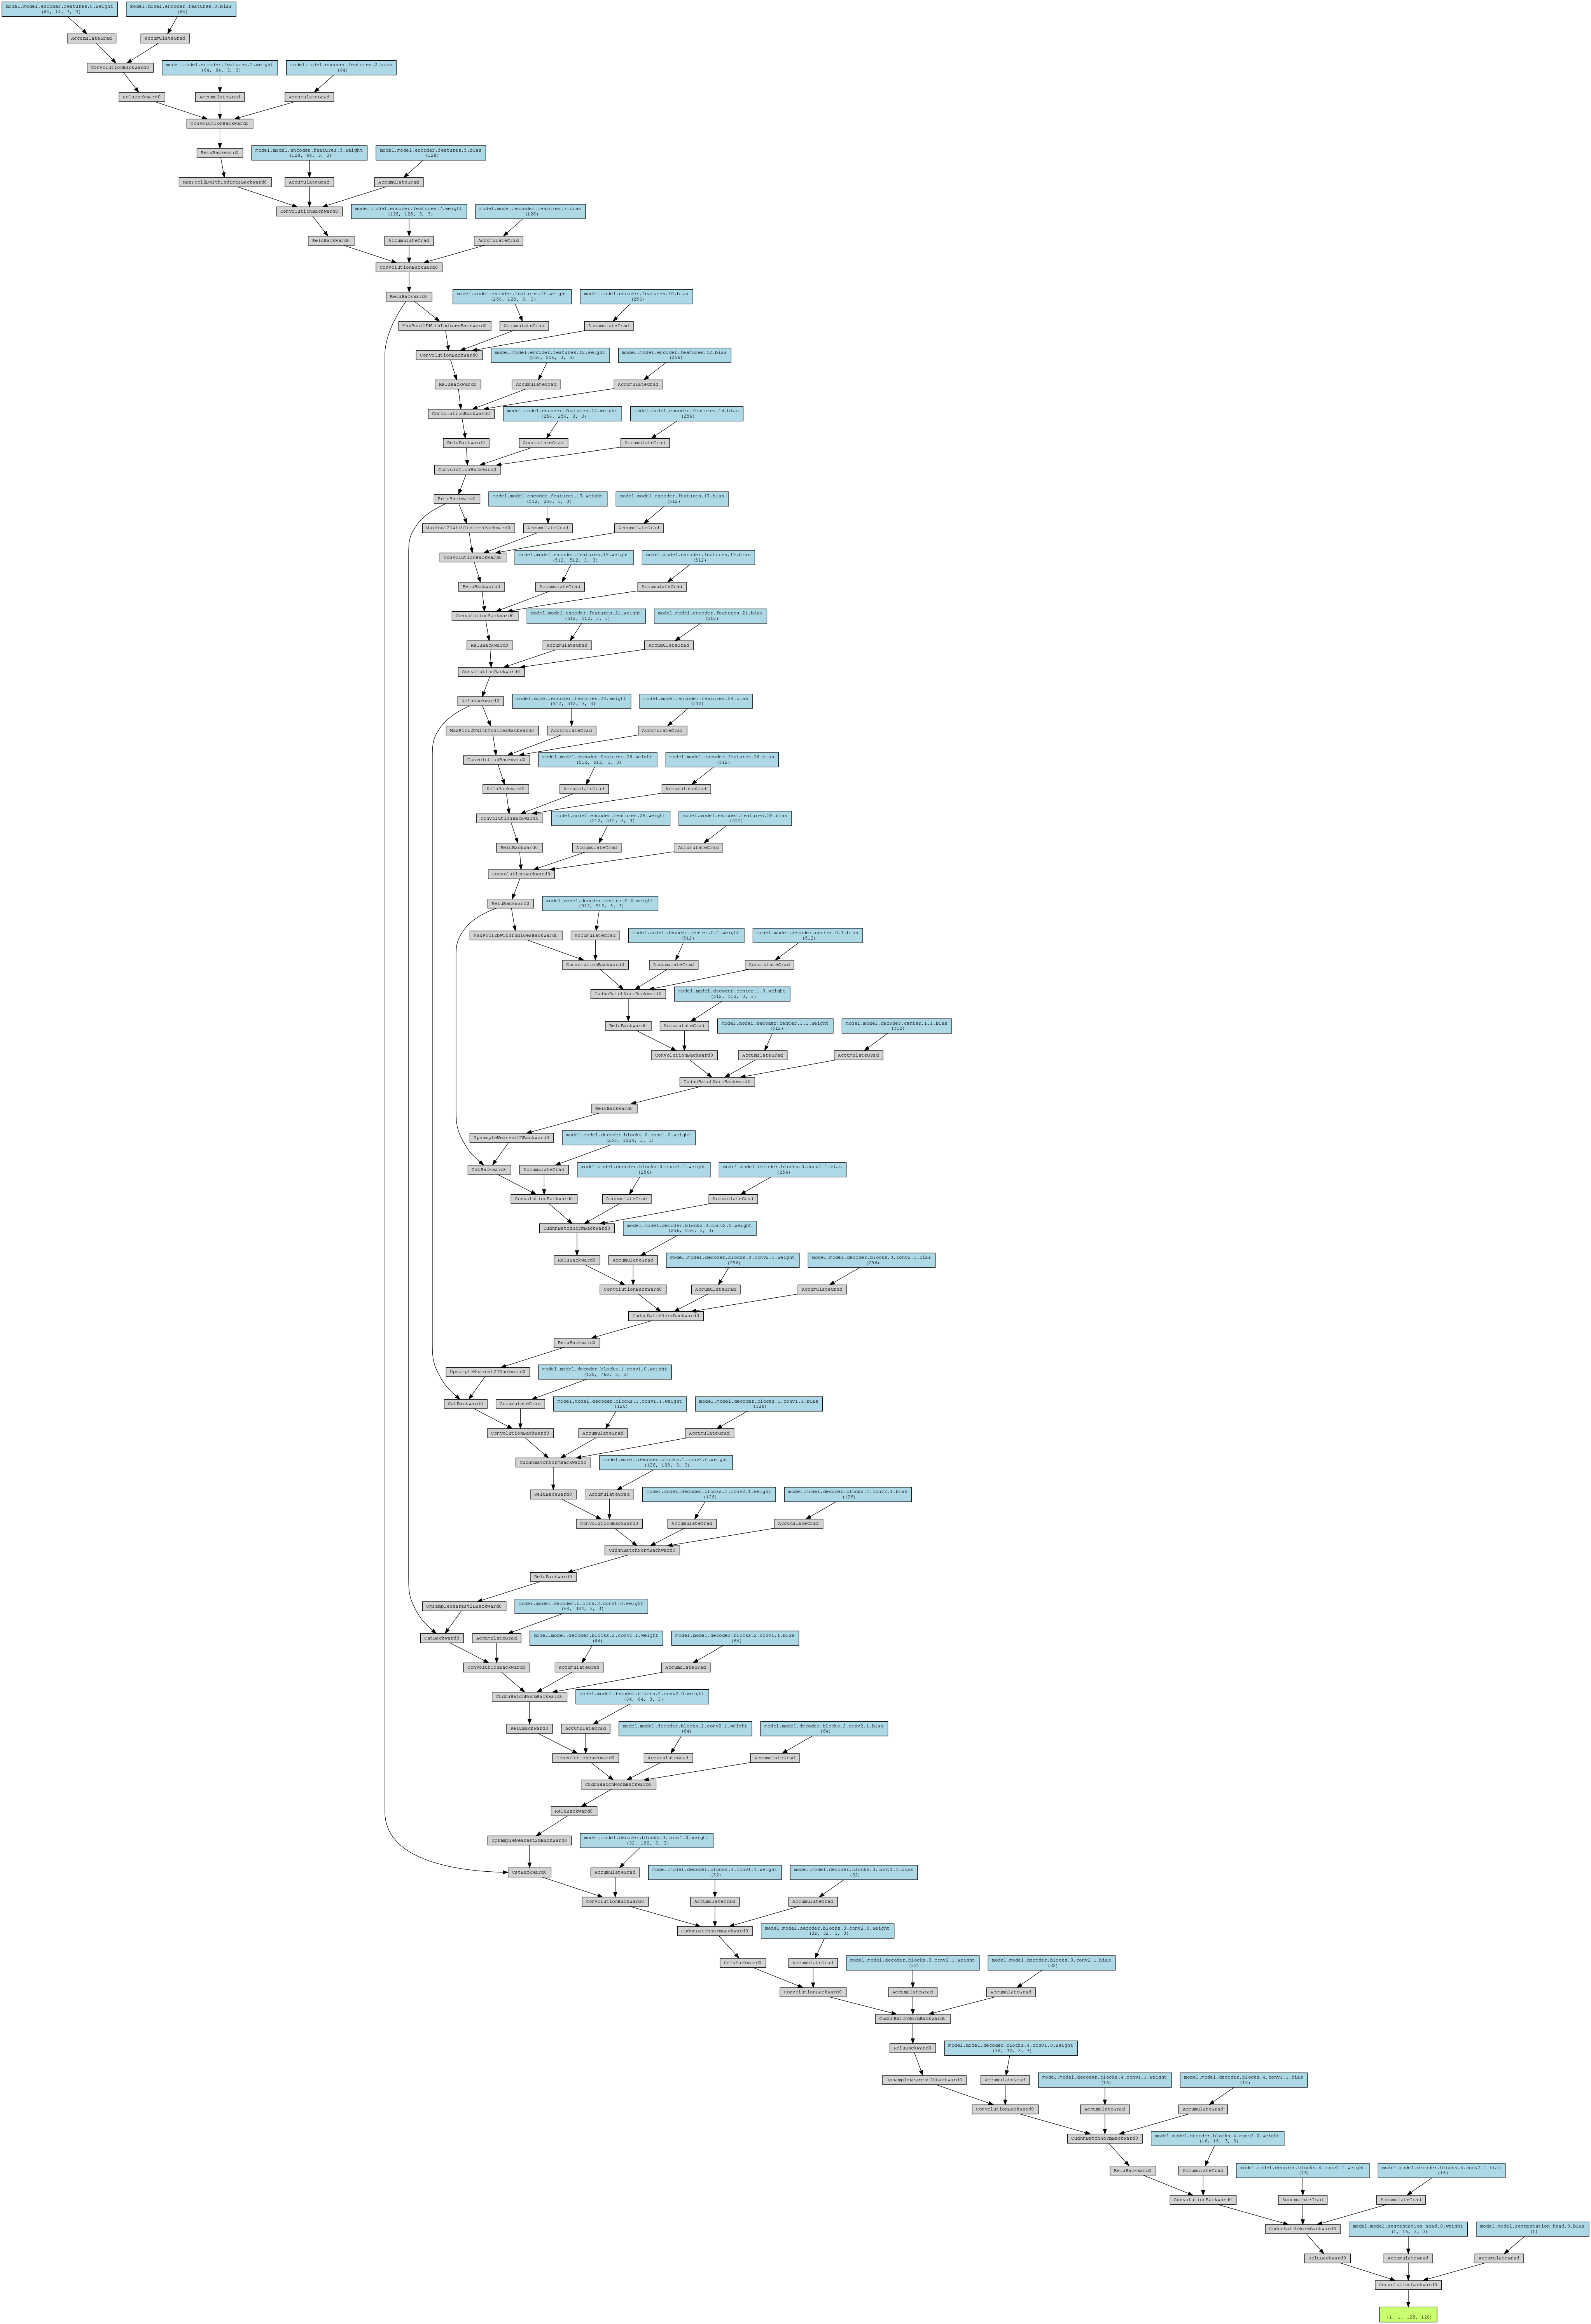 model.model.encoder.features.0.weight
(64, 14, 3, 3)
model.model.encoder.features.0.bias
(64)
AccumulateGrad
AccumulateGrad
ConvolutionBackward0
model.model.encoder.features.2.weight
(64, 64, 3, 3)
model.model.encoder.features.2.bias
(64)
ReluBackward0
AccumulateGrad
AccumulateGrad
ConvolutionBackward0
ReluBackward0
model.model.encoder.features.5.weight
(128, 64, 3, 3)
model.model.encoder.features.5.bias
(128)
MaxPool2DWithIndicesBackward0
AccumulateGrad
AccumulateGrad
ConvolutionBackward0
model.model.encoder.features.7.weight
(128, 128, 3, 3)
model.model.encoder.features.7.bias
(128)
ReluBackward0
AccumulateGrad
AccumulateGrad
ConvolutionBackward0
ReluBackward0
model.model.encoder.features.10.weight
(256, 128, 3, 3)
model.model.encoder.features.10.bias
(256)
MaxPool2DWithIndicesBackward0
AccumulateGrad
AccumulateGrad
ConvolutionBackward0
model.model.encoder.features.12.weight
(256, 256, 3, 3)
model.model.encoder.features.12.bias
(256)
ReluBackward0
AccumulateGrad
AccumulateGrad
ConvolutionBackward0
model.model.encoder.features.14.weight
(256, 256, 3, 3)
model.model.encoder.features.14.bias
(256)
ReluBackward0
AccumulateGrad
AccumulateGrad
ConvolutionBackward0
ReluBackward0
model.model.encoder.features.17.weight
(512, 256, 3, 3)
model.model.encoder.features.17.bias
(512)
MaxPool2DWithIndicesBackward0
AccumulateGrad
AccumulateGrad
ConvolutionBackward0
model.model.encoder.features.19.weight
(512, 512, 3, 3)
model.model.encoder.features.19.bias
(512)
ReluBackward0
AccumulateGrad
AccumulateGrad
ConvolutionBackward0
model.model.encoder.features.21.weight
(512, 512, 3, 3)
model.model.encoder.features.21.bias
(512)
ReluBackward0
AccumulateGrad
AccumulateGrad
ConvolutionBackward0
ReluBackward0
model.model.encoder.features.24.weight
(512, 512, 3, 3)
model.model.encoder.features.24.bias
(512)
MaxPool2DWithIndicesBackward0
AccumulateGrad
AccumulateGrad
ConvolutionBackward0
model.model.encoder.features.26.weight
(512, 512, 3, 3)
model.model.encoder.features.26.bias
(512)
ReluBackward0
AccumulateGrad
AccumulateGrad
ConvolutionBackward0
model.model.encoder.features.28.weight
(512, 512, 3, 3)
model.model.encoder.features.28.bias
(512)
ReluBackward0
AccumulateGrad
AccumulateGrad
ConvolutionBackward0
ReluBackward0
model.model.decoder.center.0.0.weight
(512, 512, 3, 3)
MaxPool2DWithIndicesBackward0
AccumulateGrad
model.model.decoder.center.0.1.weight
(512)
model.model.decoder.center.0.1.bias
(512)
ConvolutionBackward0
AccumulateGrad
AccumulateGrad
CudnnBatchNormBackward0
model.model.decoder.center.1.0.weight
(512, 512, 3, 3)
ReluBackward0
AccumulateGrad
model.model.decoder.center.1.1.weight
(512)
model.model.decoder.center.1.1.bias
(512)
ConvolutionBackward0
AccumulateGrad
AccumulateGrad
CudnnBatchNormBackward0
ReluBackward0
UpsampleNearest2DBackward0
model.model.decoder.blocks.0.conv1.0.weight
(256, 1024, 3, 3)
CatBackward0
AccumulateGrad
model.model.decoder.blocks.0.conv1.1.weight
(256)
model.model.decoder.blocks.0.conv1.1.bias
(256)
ConvolutionBackward0
AccumulateGrad
AccumulateGrad
CudnnBatchNormBackward0
model.model.decoder.blocks.0.conv2.0.weight
(256, 256, 3, 3)
ReluBackward0
AccumulateGrad
model.model.decoder.blocks.0.conv2.1.weight
(256)
model.model.decoder.blocks.0.conv2.1.bias
(256)
ConvolutionBackward0
AccumulateGrad
AccumulateGrad
CudnnBatchNormBackward0
ReluBackward0
UpsampleNearest2DBackward0
model.model.decoder.blocks.1.conv1.0.weight
(128, 768, 3, 3)
CatBackward0
AccumulateGrad
model.model.decoder.blocks.1.conv1.1.weight
(128)
model.model.decoder.blocks.1.conv1.1.bias
(128)
ConvolutionBackward0
AccumulateGrad
AccumulateGrad
CudnnBatchNormBackward0
model.model.decoder.blocks.1.conv2.0.weight
(128, 128, 3, 3)
ReluBackward0
AccumulateGrad
model.model.decoder.blocks.1.conv2.1.weight
(128)
model.model.decoder.blocks.1.conv2.1.bias
(128)
ConvolutionBackward0
AccumulateGrad
AccumulateGrad
CudnnBatchNormBackward0
ReluBackward0
UpsampleNearest2DBackward0
model.model.decoder.blocks.2.conv1.0.weight
(64, 384, 3, 3)
CatBackward0
AccumulateGrad
model.model.decoder.blocks.2.conv1.1.weight
(64)
model.model.decoder.blocks.2.conv1.1.bias
(64)
ConvolutionBackward0
AccumulateGrad
AccumulateGrad
CudnnBatchNormBackward0
model.model.decoder.blocks.2.conv2.0.weight
(64, 64, 3, 3)
ReluBackward0
AccumulateGrad
model.model.decoder.blocks.2.conv2.1.weight
(64)
model.model.decoder.blocks.2.conv2.1.bias
(64)
ConvolutionBackward0
AccumulateGrad
AccumulateGrad
CudnnBatchNormBackward0
ReluBackward0
UpsampleNearest2DBackward0
model.model.decoder.blocks.3.conv1.0.weight
(32, 192, 3, 3)
CatBackward0
AccumulateGrad
model.model.decoder.blocks.3.conv1.1.weight
(32)
model.model.decoder.blocks.3.conv1.1.bias
(32)
ConvolutionBackward0
AccumulateGrad
AccumulateGrad
CudnnBatchNormBackward0
model.model.decoder.blocks.3.conv2.0.weight
(32, 32, 3, 3)
ReluBackward0
AccumulateGrad
model.model.decoder.blocks.3.conv2.1.weight
(32)
model.model.decoder.blocks.3.conv2.1.bias
(32)
ConvolutionBackward0
AccumulateGrad
AccumulateGrad
CudnnBatchNormBackward0
ReluBackward0
model.model.decoder.blocks.4.conv1.0.weight
(16, 32, 3, 3)
UpsampleNearest2DBackward0
AccumulateGrad
model.model.decoder.blocks.4.conv1.1.weight
(16)
model.model.decoder.blocks.4.conv1.1.bias
(16)
ConvolutionBackward0
AccumulateGrad
AccumulateGrad
CudnnBatchNormBackward0
model.model.decoder.blocks.4.conv2.0.weight
(16, 16, 3, 3)
ReluBackward0
AccumulateGrad
model.model.decoder.blocks.4.conv2.1.weight
(16)
model.model.decoder.blocks.4.conv2.1.bias
(16)
ConvolutionBackward0
AccumulateGrad
AccumulateGrad
CudnnBatchNormBackward0
model.model.segmentation_head.0.weight
(1, 16, 3, 3)
model.model.segmentation_head.0.bias
(1)
ReluBackward0
AccumulateGrad
AccumulateGrad
ConvolutionBackward0
(1, 1, 128, 128)